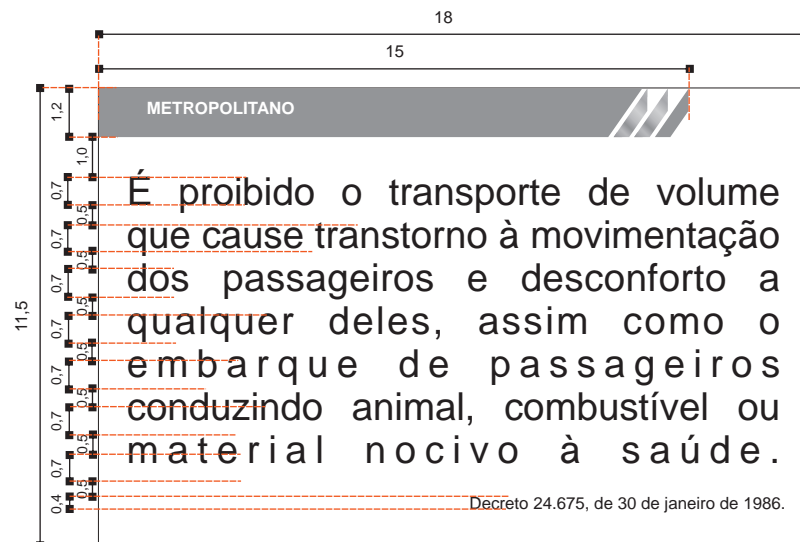 18
15
1,2
METROPOLITANO
1,0
0,7
É proibido o transporte de volume
0,5
0,7
que cause transtorno à movimentação
0,5
0,7
dos passageiros e desconforto a
0,5
11,5
0,7
qualquer deles, assim como o
0,5
0,7
embarque de passageiros
0,5
0,7
conduzindo animal, combustível ou
0,5
0,7
material nocivo à saúde.
0,5
0,4
Decreto 24.675, de 30 de janeiro de 1986.